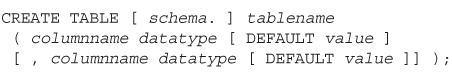 CREATE TABLE [ schema. ] tablename
( columnname datatype [ DEFAULT value ]
[ , columnname datatype [ DEFAULT value ]] );